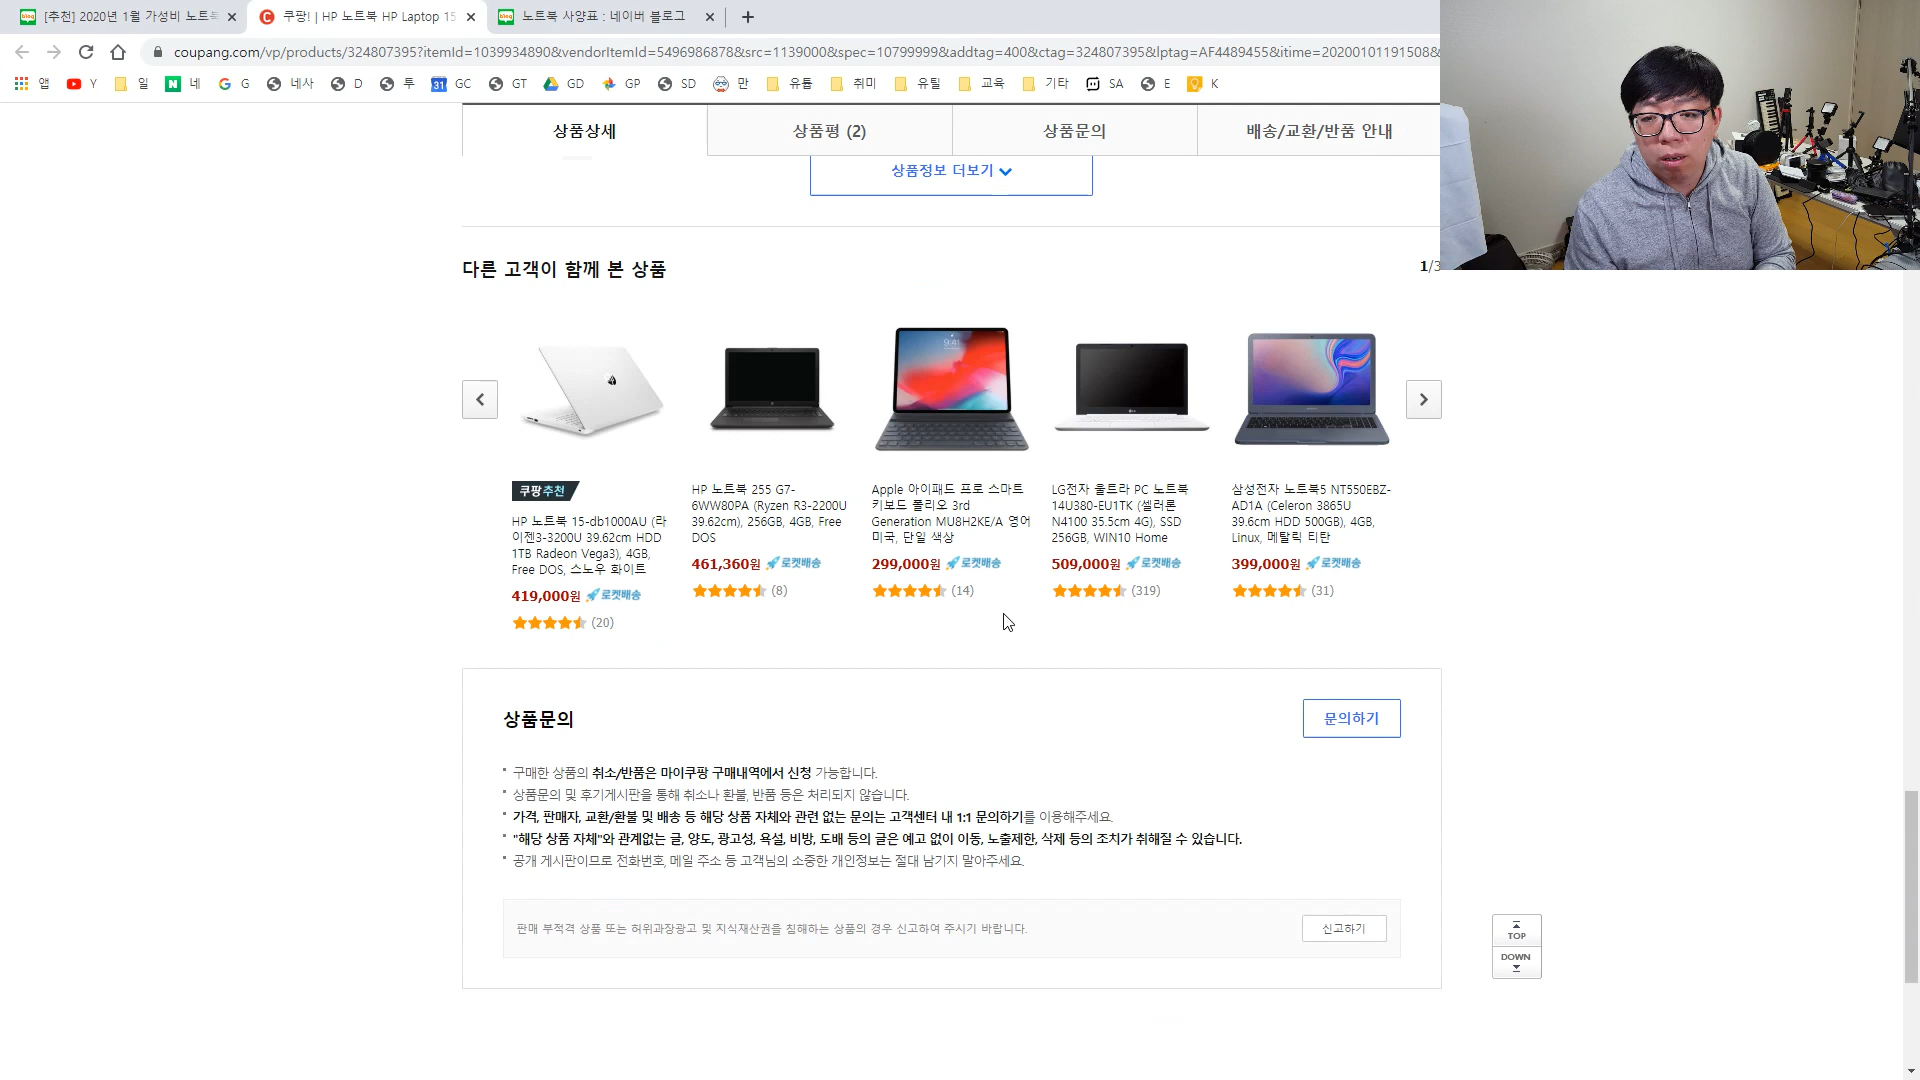 [추천] 2020년 1월 가성비 노트북
쿠팡! | HP 노트북 HP Laptop 15
노트북 사양표 : 네이버 블로그
coupang.com/vp/products/324807395?itemId=1039934890&vendorItemId=5496986878&src=1139000&spec=10799999&addtag=400&ctag=324807395&lptag=AF4489455&itime=20200101191508&
앱 Y 일 네 G 네사 D 투 GC GT GD GP SD 만 유튭 취미 유틸 교육 기타 SA E K
상품상세 상품평 (2) 상품문의 배송/교환/반품 안내
상품정보 더보기
다른 고객이 함께 본 상품
1/3
쿠팡추천
HP 노트북 15-db1000AU (라
이젠3-3200U 39.62cm HDD
1TB Radeon Vega3), 4GB,
Free DOS, 스노우 화이트
419,000원 로켓배송
(20)
HP 노트북 255 G7-
6WW80PA (Ryzen R3-2200U
39.62cm), 256GB, 4GB, Free
DOS
461,360원 로켓배송
(8)
9:41
Apple 아이패드 프로 스마트
키보드 폴리오 3rd
Generation MU8H2KE/A 영어
미국, 단일 색상
299,000원 로켓배송
(14)
LG전자 울트라 PC 노트북
14U380-EU1TK (셀러론
N4100 35.5cm 4G), SSD
256GB, WIN10 Home
509,000원 로켓배송
(319)
삼성전자 노트북5 NT550EBZ-
AD1A (Celeron 3865U
39.6cm HDD 500GB), 4GB,
Linux, 메탈릭 티탄
399,000원 로켓배송
(31)
상품문의
문의하기
구매한 상품의 취소/반품은 마이쿠팡 구매내역에서 신청 가능합니다.
상품문의 및 후기게시판을 통해 취소나 환불, 반품 등은 처리되지 않습니다.
가격, 판매자, 교환/환불 및 배송 등 해당 상품 자체와 관련 없는 문의는 고객센터 내 1:1 문의하기를 이용해주세요.
"해당 상품 자체"와 관계없는 글, 양도, 광고성, 욕설, 비방, 도배 등의 글은 예고 없이 이동, 노출제한, 삭제 등의 조치가 취해질 수 있습니다.
공개 게시판이므로 전화번호, 메일 주소 등 고객님의 소중한 개인정보는 절대 남기지 말아주세요.
판매 부적격 상품 또는 허위과장광고 및 지식재산권을 침해하는 상품의 경우 신고하여 주시기 바랍니다.
신고하기
TOP
DOWN